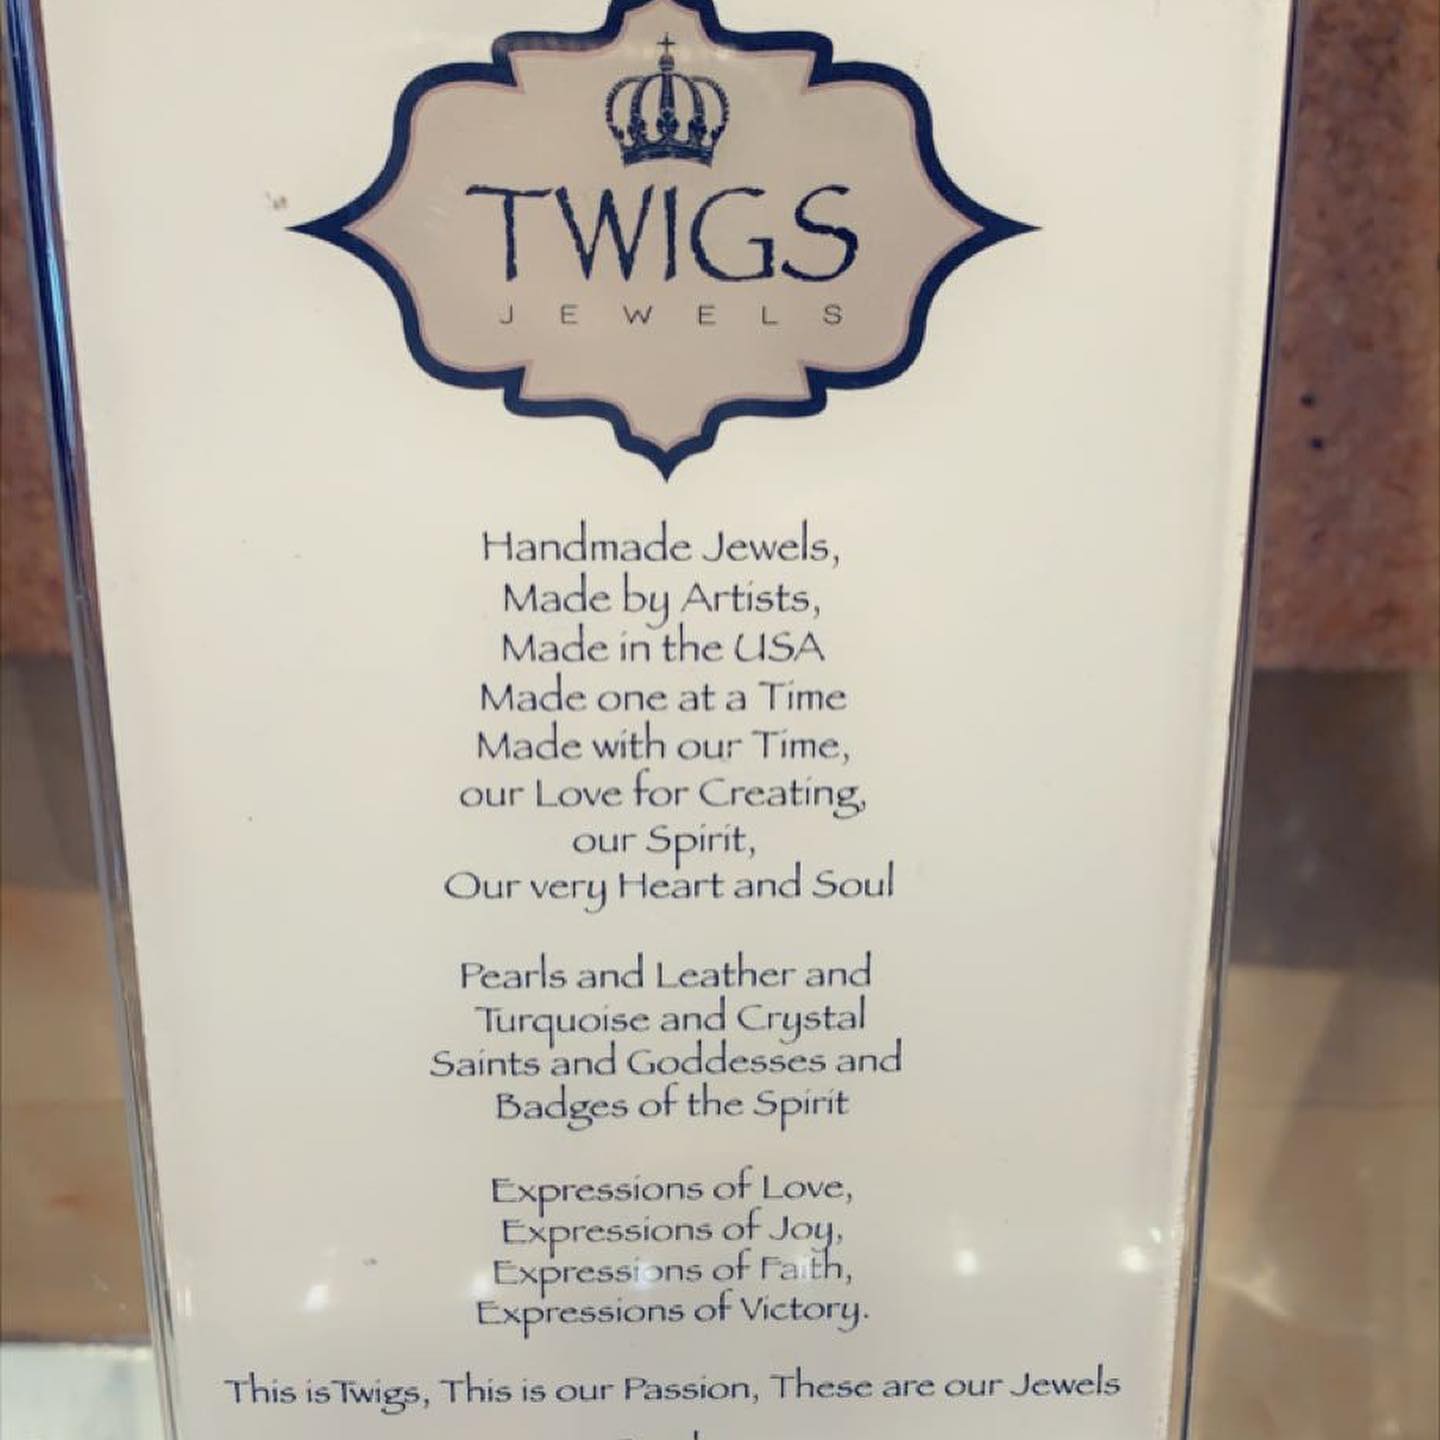 TWIGS
JEWELS
Handmade Jewels,
Made by Artists,
Made in the USA
Made one at a Time
Made with our Time,
our Love for Creating,
our Spirit,
Our very Heart and Soul
Pearls and Leather and
Turquoise and Crystal
Saints and Goddesses and
Badges of the Spirit
Expressions of Love,
Expressions of Joy,
Expressions of Faith,
Expressions of Victory.
This is Twigs, This is our Passion, These are our Jewels